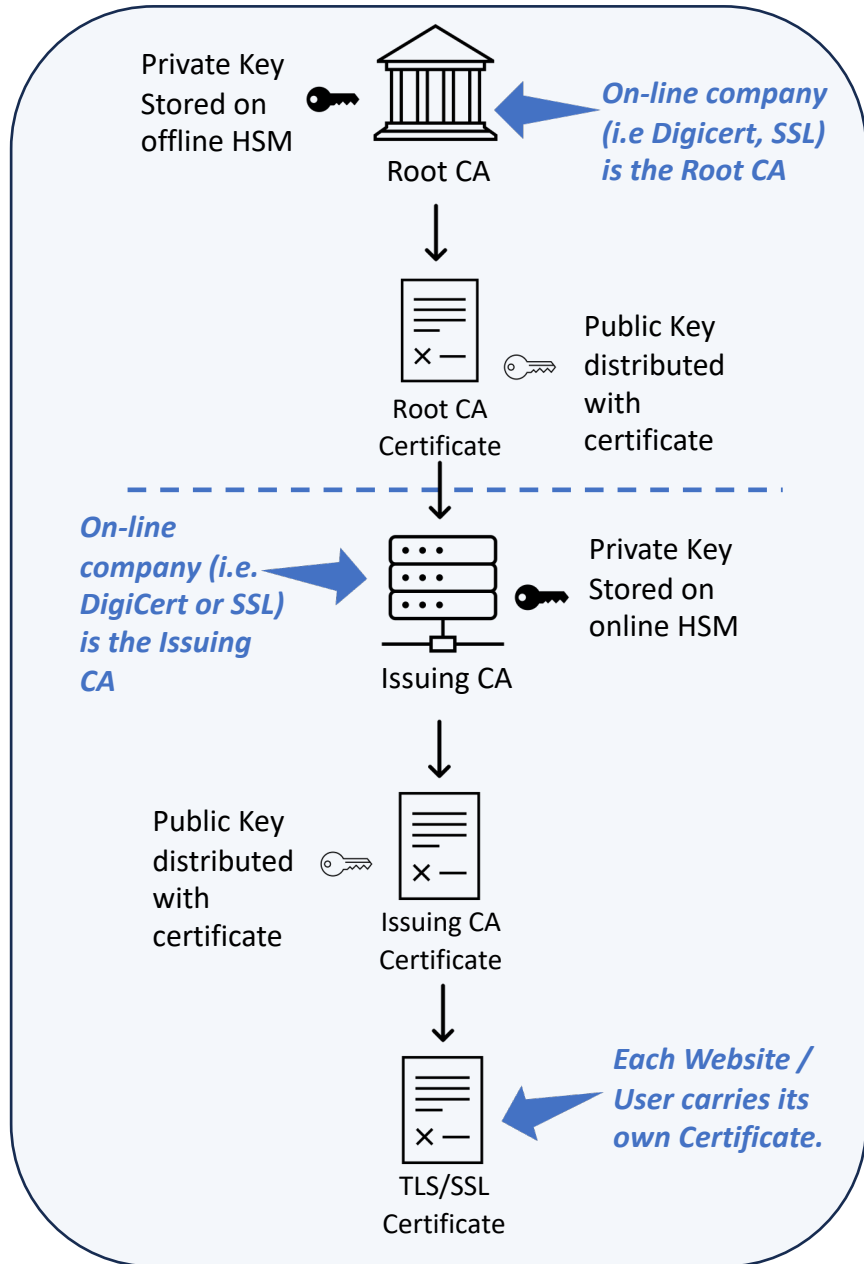 Private Key
Stored on
offline HSM
Root CA
On-line company
(i.e Digicert, SSL)
is the Root CA
Root CA
Certificate
Public Key
distributed
with
certificate
On-line
company (i.e.
DigiCert or SSL)
is the Issuing
CA
Issuing CA
Private Key
Stored on
online HSM
Public Key
distributed
with
certificate
Issuing CA
Certificate
TLS/SSL
Certificate
Each Website /
User carries its
own Certificate.